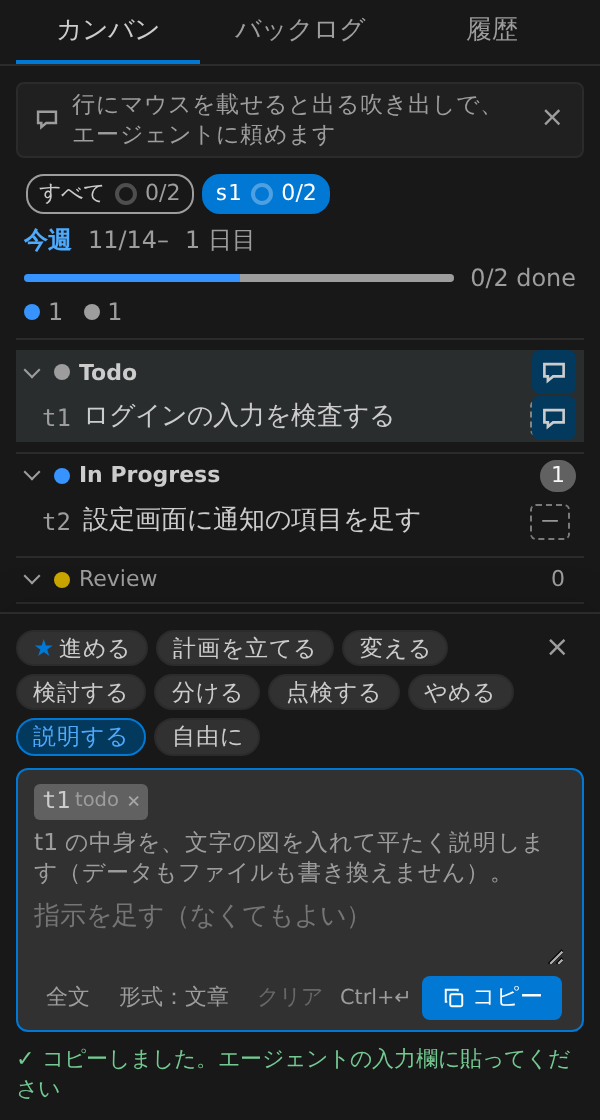 カンバン バックログ 履歴
行にマウスを載せると出る吹き出しで、
エージェントに頼めます ×
すべて 0/2 s1 0/2
今週 11/14– 1 日目
0/2 done
1 1
Todo
t1 ログインの入力を検査する
In Progress 1
t2 設定画面に通知の項目を足す —
Review 0
★ 進める 計画を立てる 変える ×
検討する 分ける 点検する やめる
説明する 自由に
t1 todo ×
t1 の中身を、文字の図を入れて平たく説明しま
す（データもファイルも書き換えません）。
指示を足す（なくてもよい）
全文 形式：文章 クリア Ctrl+↵ コピー
✓ コピーしました。エージェントの入力欄に貼ってくだ
さい